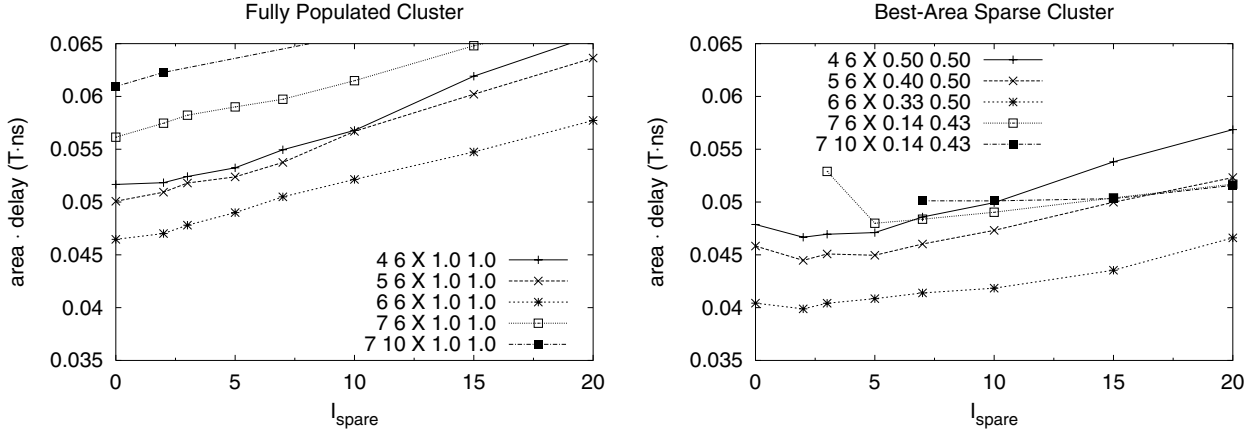 Fully Populated Cluster
area · delay (T·ns)
0.065
0.06
0.055
0.05
0.045
0.04
0.035
0 5 10 15 20
I_spare
4 6 X 1.0 1.0
5 6 X 1.0 1.0
6 6 X 1.0 1.0
7 6 X 1.0 1.0
7 10 X 1.0 1.0
Best-Area Sparse Cluster
area · delay (T·ns)
0.065
0.06
0.055
0.05
0.045
0.04
0.035
0 5 10 15 20
I_spare
4 6 X 0.50 0.50
5 6 X 0.40 0.50
6 6 X 0.33 0.50
7 6 X 0.14 0.43
7 10 X 0.14 0.43